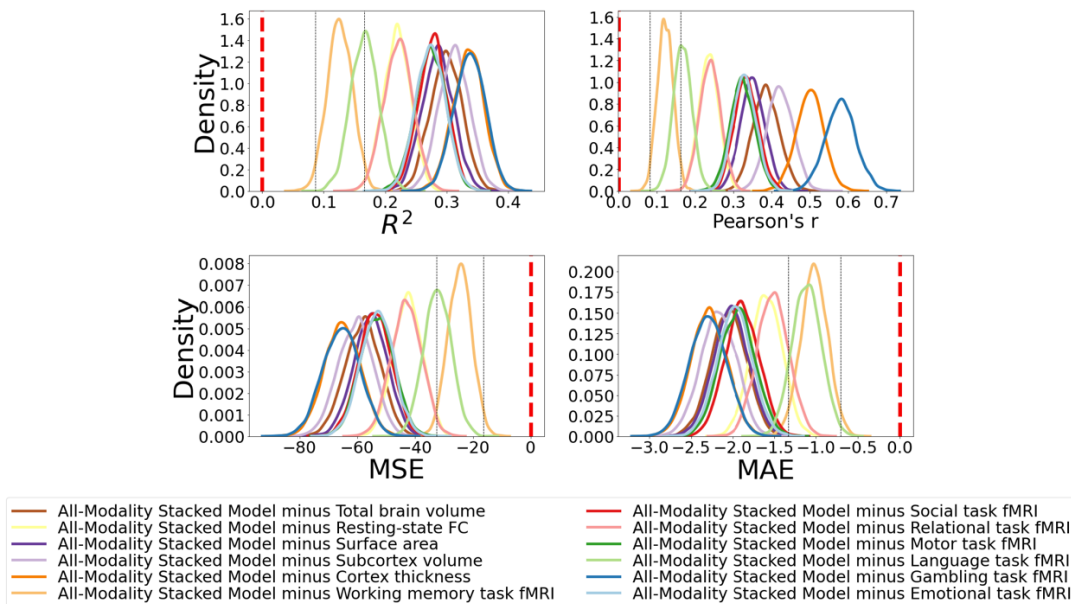 1.6
1.4
1.2
1.0
0.8
0.6
0.4
0.2
0.0
Density
0.0 0.1 0.2 0.3 0.4
R²
1.6
1.4
1.2
1.0
0.8
0.6
0.4
0.2
0.0
0.0 0.1 0.2 0.3 0.4 0.5 0.6 0.7
Pearson's r
0.008
0.007
0.006
0.005
0.004
0.003
0.002
0.001
0.000
Density
−80 −60 −40 −20 0
MSE
0.200
0.175
0.150
0.125
0.100
0.075
0.050
0.025
0.000
−3.0 −2.5 −2.0 −1.5 −1.0 −0.5 0.0
MAE
All-Modality Stacked Model minus Total brain volume
All-Modality Stacked Model minus Resting-state FC
All-Modality Stacked Model minus Surface area
All-Modality Stacked Model minus Subcortex volume
All-Modality Stacked Model minus Cortex thickness
All-Modality Stacked Model minus Working memory task fMRI
All-Modality Stacked Model minus Social task fMRI
All-Modality Stacked Model minus Relational task fMRI
All-Modality Stacked Model minus Motor task fMRI
All-Modality Stacked Model minus Language task fMRI
All-Modality Stacked Model minus Gambling task fMRI
All-Modality Stacked Model minus Emotional task fMRI